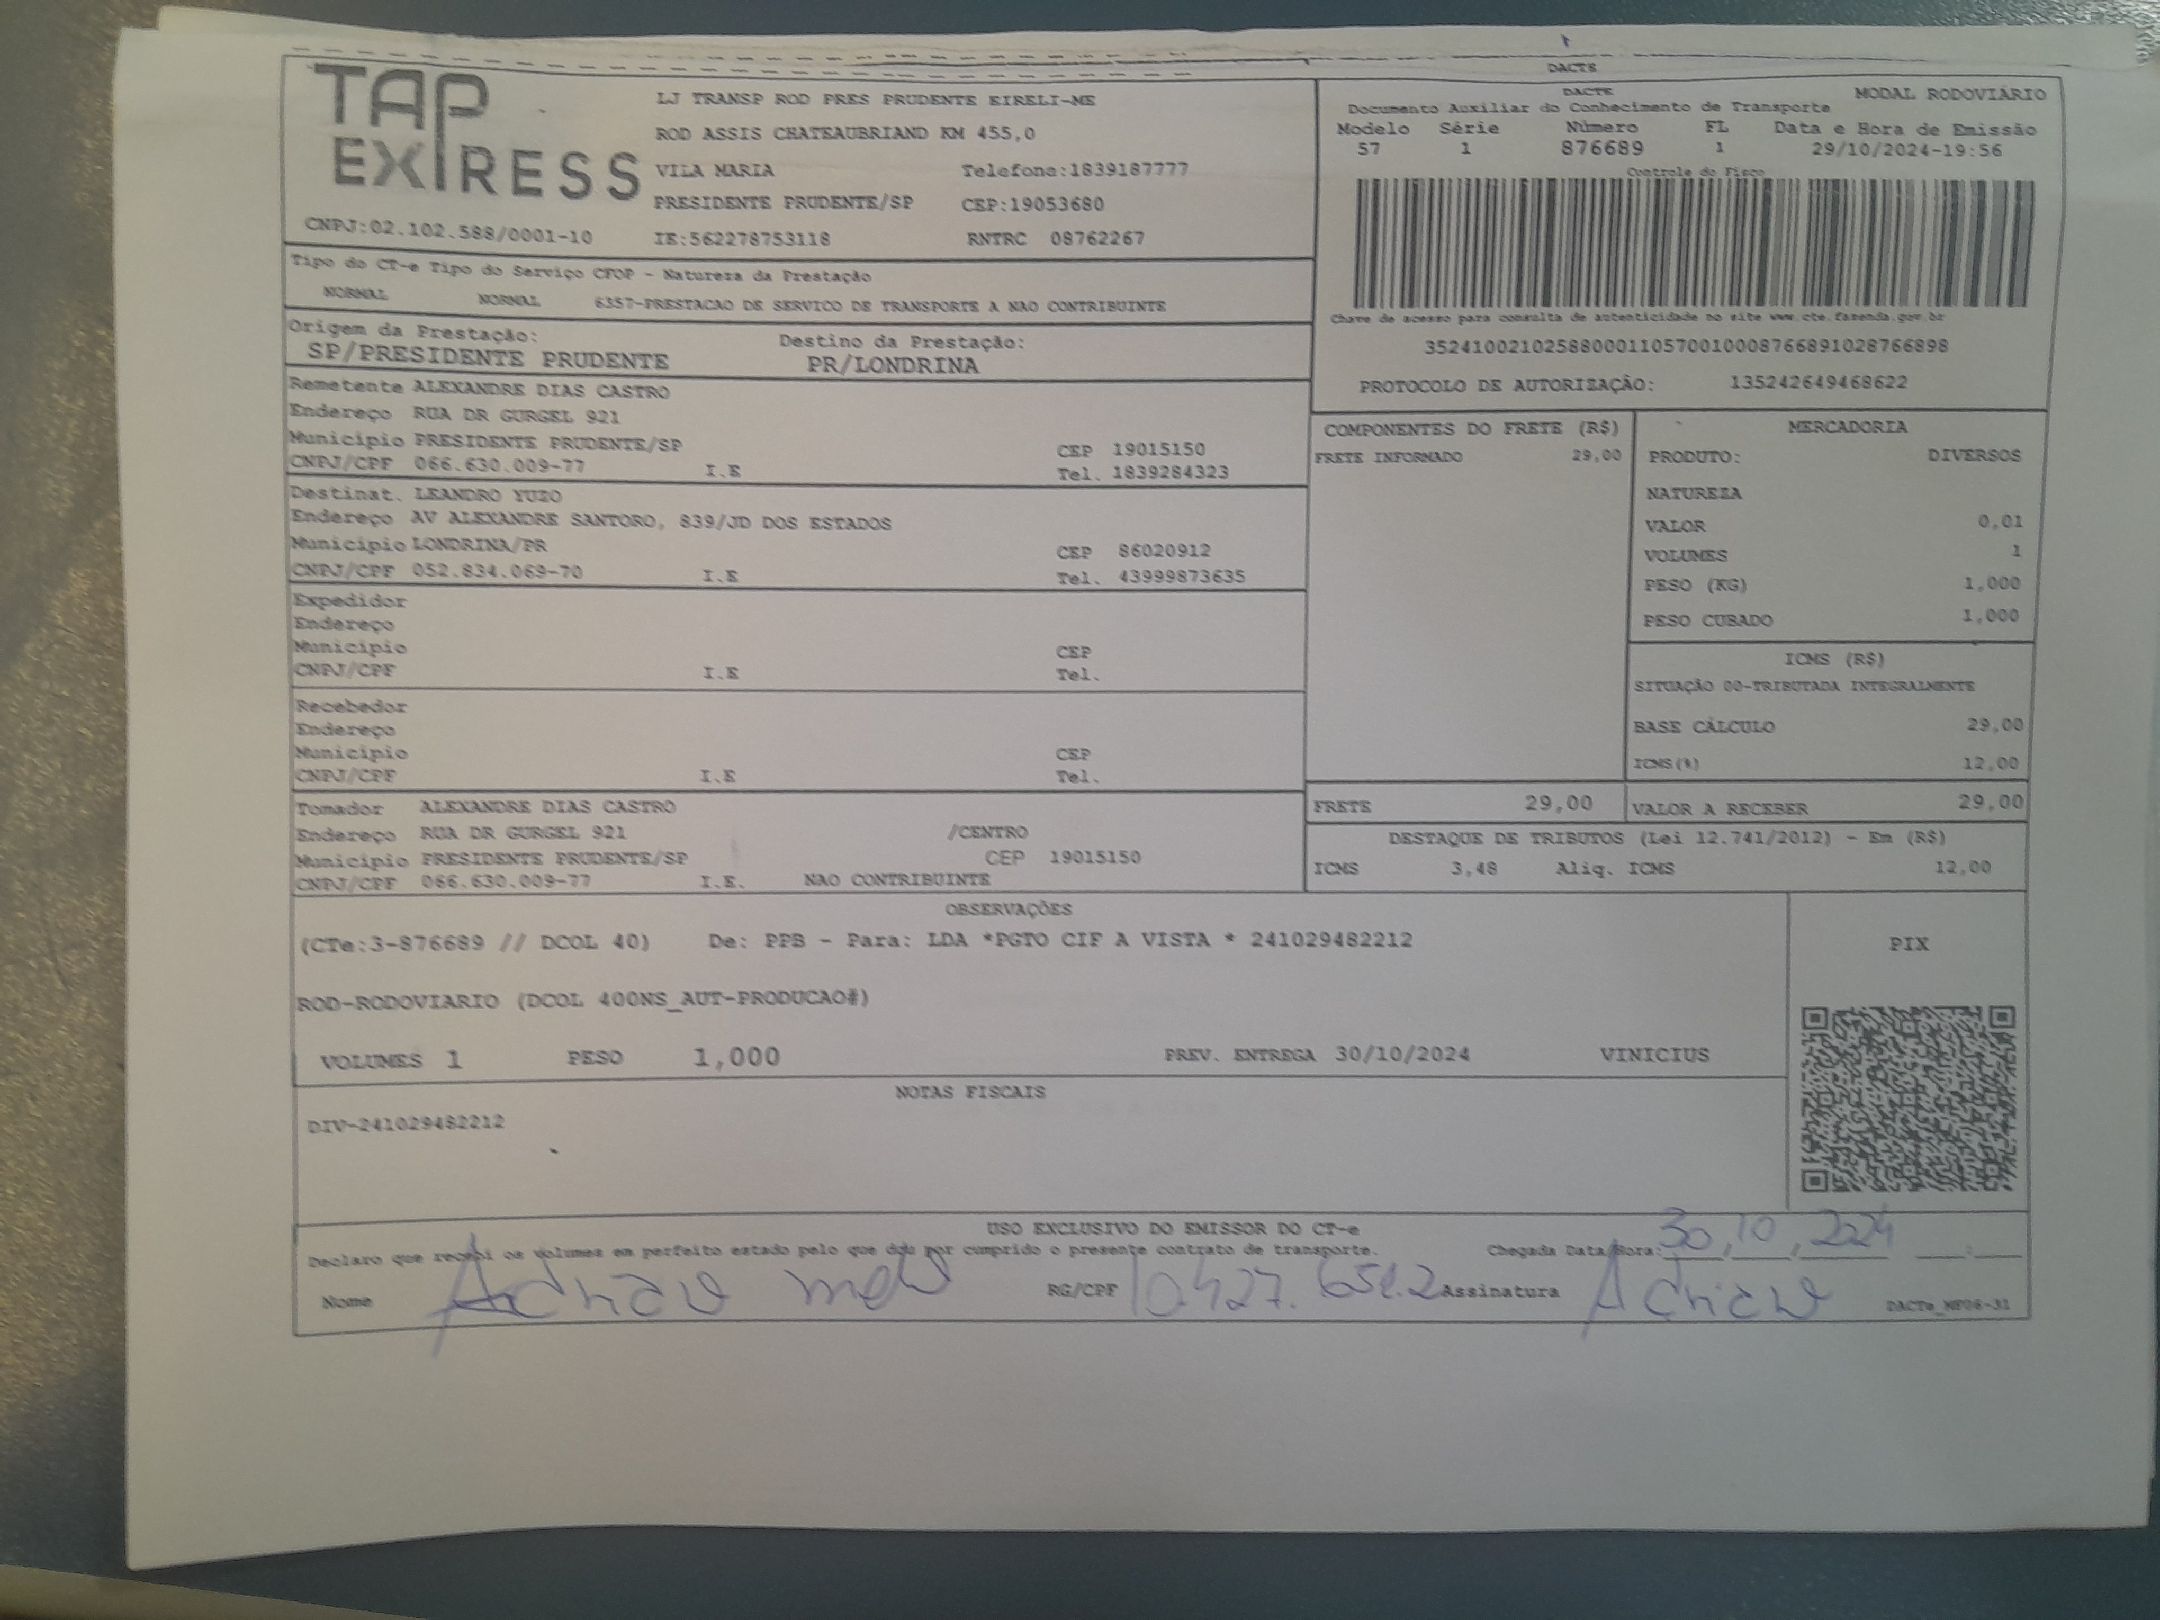 DACTE
TAP EXPRESS
LJ TRANSP ROD PRES PRUDENTE EIRELI-ME
ROD ASSIS CHATEAUBRIAND KM 455,0
VILA MARIA Telefone:1839187777
PRESIDENTE PRUDENTE/SP CEP:19053680
CNPJ:02.102.588/0001-10 IE:562278753118 RNTRC 08762267
DACTE MODAL RODOVIÁRIO
Documento Auxiliar do Conhecimento de Transporte
Modelo Série Número FL Data e Hora de Emissão
57 1 876689 1 29/10/2024-19:56
Controle do Fisco
Chave de acesso para consulta de autenticidade no site www.cte.fazenda.gov.br
35241002102588000110570010008766891028766898
PROTOCOLO DE AUTORIZAÇÃO: 135242649468622
Tipo do CT-e Tipo do Serviço CFOP - Natureza da Prestação
NORMAL NORMAL 6357-PRESTACAO DE SERVICO DE TRANSPORTE A NAO CONTRIBUINTE
Origem da Prestação: Destino da Prestação:
SP/PRESIDENTE PRUDENTE PR/LONDRINA
Remetente ALEXANDRE DIAS CASTRO
Endereço RUA DR GURGEL 921
Município PRESIDENTE PRUDENTE/SP CEP 19015150
CNPJ/CPF 066.630.009-77 I.E Tel. 1839284323
Destinat. LEANDRO YUZO
Endereço AV ALEXANDRE SANTORO, 839/JD DOS ESTADOS
Município LONDRINA/PR CEP 86020912
CNPJ/CPF 052.834.069-70 I.E Tel. 43999873635
Expedidor
Endereço
Município CEP
CNPJ/CPF I.E Tel.
Recebedor
Endereço
Município CEP
CNPJ/CPF I.E Tel.
Tomador ALEXANDRE DIAS CASTRO
Endereço RUA DR GURGEL 921 /CENTRO
Município PRESIDENTE PRUDENTE/SP CEP 19015150
CNPJ/CPF 066.630.009-77 I.E. NAO CONTRIBUINTE
COMPONENTES DO FRETE (R$)
FRETE INFORMADO 29,00
MERCADORIA
PRODUTO: DIVERSOS
NATUREZA
VALOR 0,01
VOLUMES 1
PESO (KG) 1,000
PESO CUBADO 1,000
ICMS (R$)
SITUAÇÃO 00-TRIBUTADA INTEGRALMENTE
BASE CÁLCULO 29,00
ICMS(%) 12,00
FRETE 29,00 VALOR A RECEBER 29,00
DESTAQUE DE TRIBUTOS (Lei 12.741/2012) - Em (R$)
ICMS 3,48 Aliq. ICMS 12,00
OBSERVAÇÕES
(CTe:3-876689 // DCOL 40) De: PPB - Para: LDA *PGTO CIF A VISTA * 241029482212
PIX
ROD-RODOVIARIO (DCOL 400NS_AUT-PRODUCAO#)
VOLUMES 1 PESO 1,000 PREV. ENTREGA 30/10/2024 VINICIUS
NOTAS FISCAIS
DIV-241029482212
USO EXCLUSIVO DO EMISSOR DO CT-e
Declaro que recebi os volumes em perfeito estado pelo que dou por cumprido o presente contrato de transporte. Chegada Data/Hora: 30,10,2024
Nome RG/CPF Assinatura DACTe_MF06-31